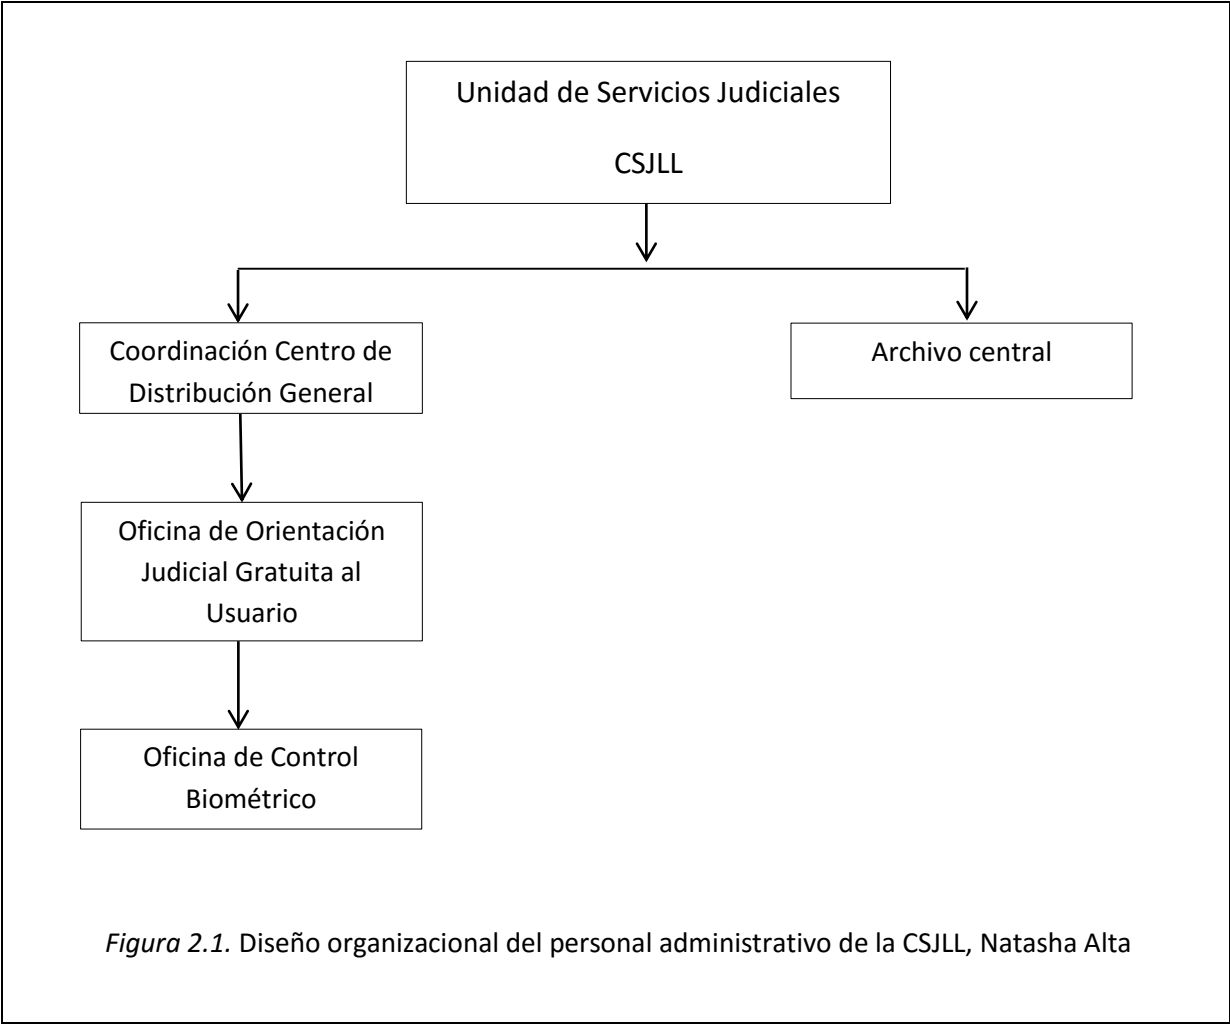 Unidad de Servicios Judiciales
CSJLL
Coordinación Centro de
Distribución General
Archivo central
Oficina de Orientación
Judicial Gratuita al
Usuario
Oficina de Control
Biométrico
Figura 2.1. Diseño organizacional del personal administrativo de la CSJLL, Natasha Alta